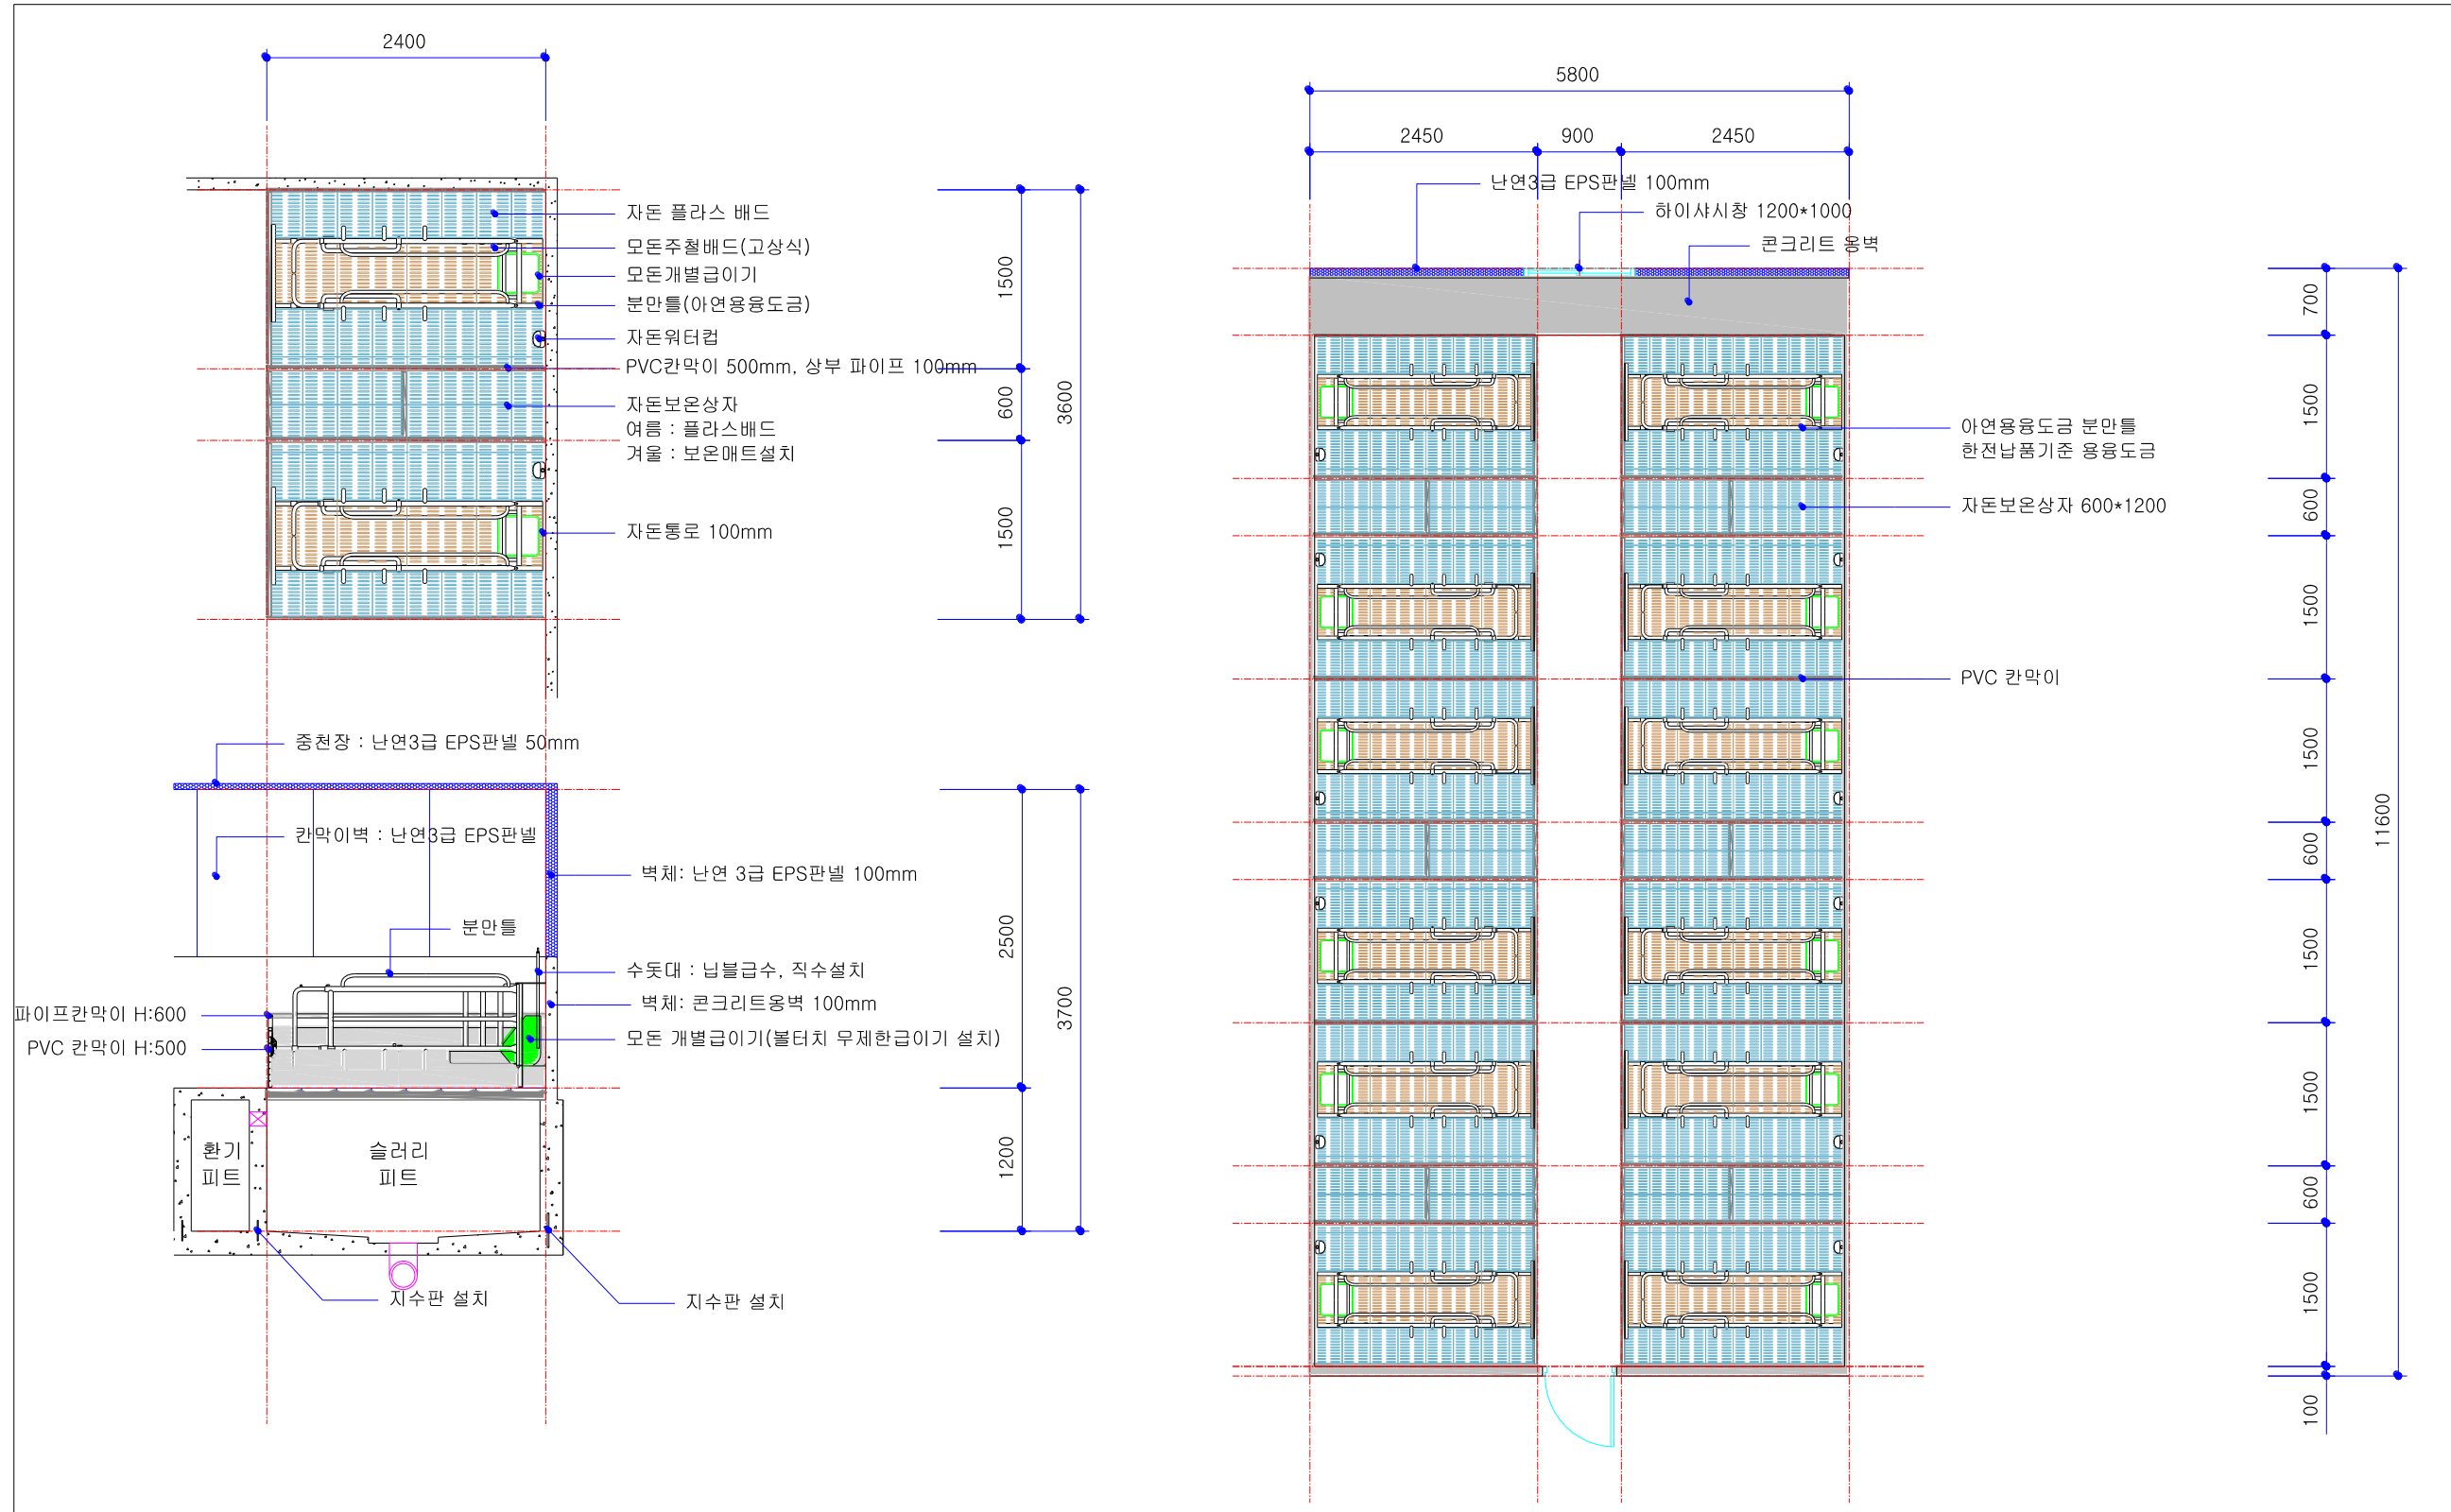 2400
자돈 플라스 배드
모돈주철배드(고상식)
모돈개별급이기
분만틀(아연용융도금)
자돈워터컵
PVC칸막이 500mm, 상부 파이프 100mm
자돈보온상자
여름 : 플라스배드
겨울 : 보온매트설치
자돈통로 100mm
1500
600
1500
3600
중천장 : 난연3급 EPS판넬 50mm
칸막이벽 : 난연3급 EPS판넬
벽체: 난연 3급 EPS판넬 100mm
분만틀
수돗대 : 닙블급수, 직수설치
벽체: 콘크리트옹벽 100mm
파이프칸막이 H:600
PVC 칸막이 H:500
모돈 개별급이기(볼터치 무제한급이기 설치)
환기
피트
슬러리
피트
지수판 설치
지수판 설치
2500
1200
3700
5800
2450
900
2450
난연3급 EPS판넬 100mm
하이샤시창 1200*1000
콘크리트 옹벽
아연용융도금 분만틀
한전납품기준 용융도금
자돈보온상자 600*1200
PVC 칸막이
700
1500
600
1500
1500
600
1500
1500
600
1500
100
11600